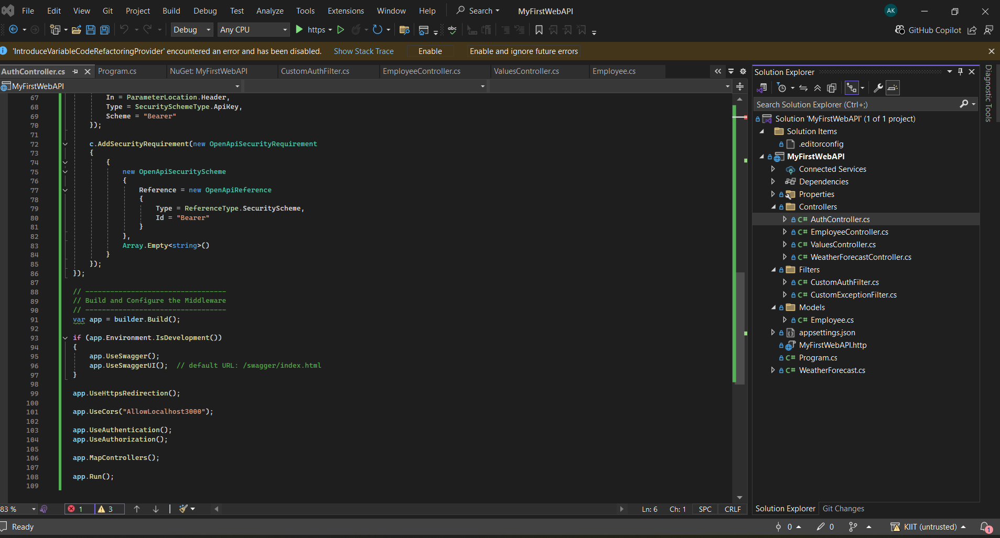 File Edit View Git Project Build Debug Test Analyze Tools Extensions Window Help Search MyFirstWebAPI AK
Debug Any CPU https abc GitHub Copilot
'IntroduceVariableCodeRefactoringProvider' encountered an error and has been disabled. Show Stack Trace Enable Enable and ignore future errors
AuthController.cs Program.cs NuGet: MyFirstWebAPI CustomAuthFilter.cs EmployeeController.cs ValuesController.cs Employee.cs
MyFirstWebAPI
67 In = ParameterLocation.Header,
68 Type = SecuritySchemeType.ApiKey,
69 Scheme = "Bearer"
70 });
71
72 c.AddSecurityRequirement(new OpenApiSecurityRequirement
73 {
74 {
75 new OpenApiSecurityScheme
76 {
77 Reference = new OpenApiReference
78 {
79 Type = ReferenceType.SecurityScheme,
80 Id = "Bearer"
81 }
82 },
83 Array.Empty<string>()
84 }
85 });
86 });
87
88 // ----------------------------------
89 // Build and Configure the Middleware
90 // ----------------------------------
91 var app = builder.Build();
92
93 if (app.Environment.IsDevelopment())
94 {
95 app.UseSwagger();
96 app.UseSwaggerUI(); // default URL: /swagger/index.html
97 }
98
99 app.UseHttpsRedirection();
100
101 app.UseCors("AllowLocalhost3000");
102
103 app.UseAuthentication();
104 app.UseAuthorization();
105
106 app.MapControllers();
107
108 app.Run();
109
83 % 1 3 Ln: 6 Ch: 1 SPC CRLF
Solution Explorer
Search Solution Explorer (Ctrl+;)
Solution 'MyFirstWebAPI' (1 of 1 project)
Solution Items
.editorconfig
MyFirstWebAPI
Connected Services
Dependencies
Properties
Controllers
C# AuthController.cs
C# EmployeeController.cs
C# ValuesController.cs
C# WeatherForecastController.cs
Filters
C# CustomAuthFilter.cs
C# CustomExceptionFilter.cs
Models
C# Employee.cs
appsettings.json
MyFirstWebAPI.http
C# Program.cs
C# WeatherForecast.cs
Solution Explorer Git Changes
Diagnostic Tools
Ready 0 0 KIIT (untrusted) 1